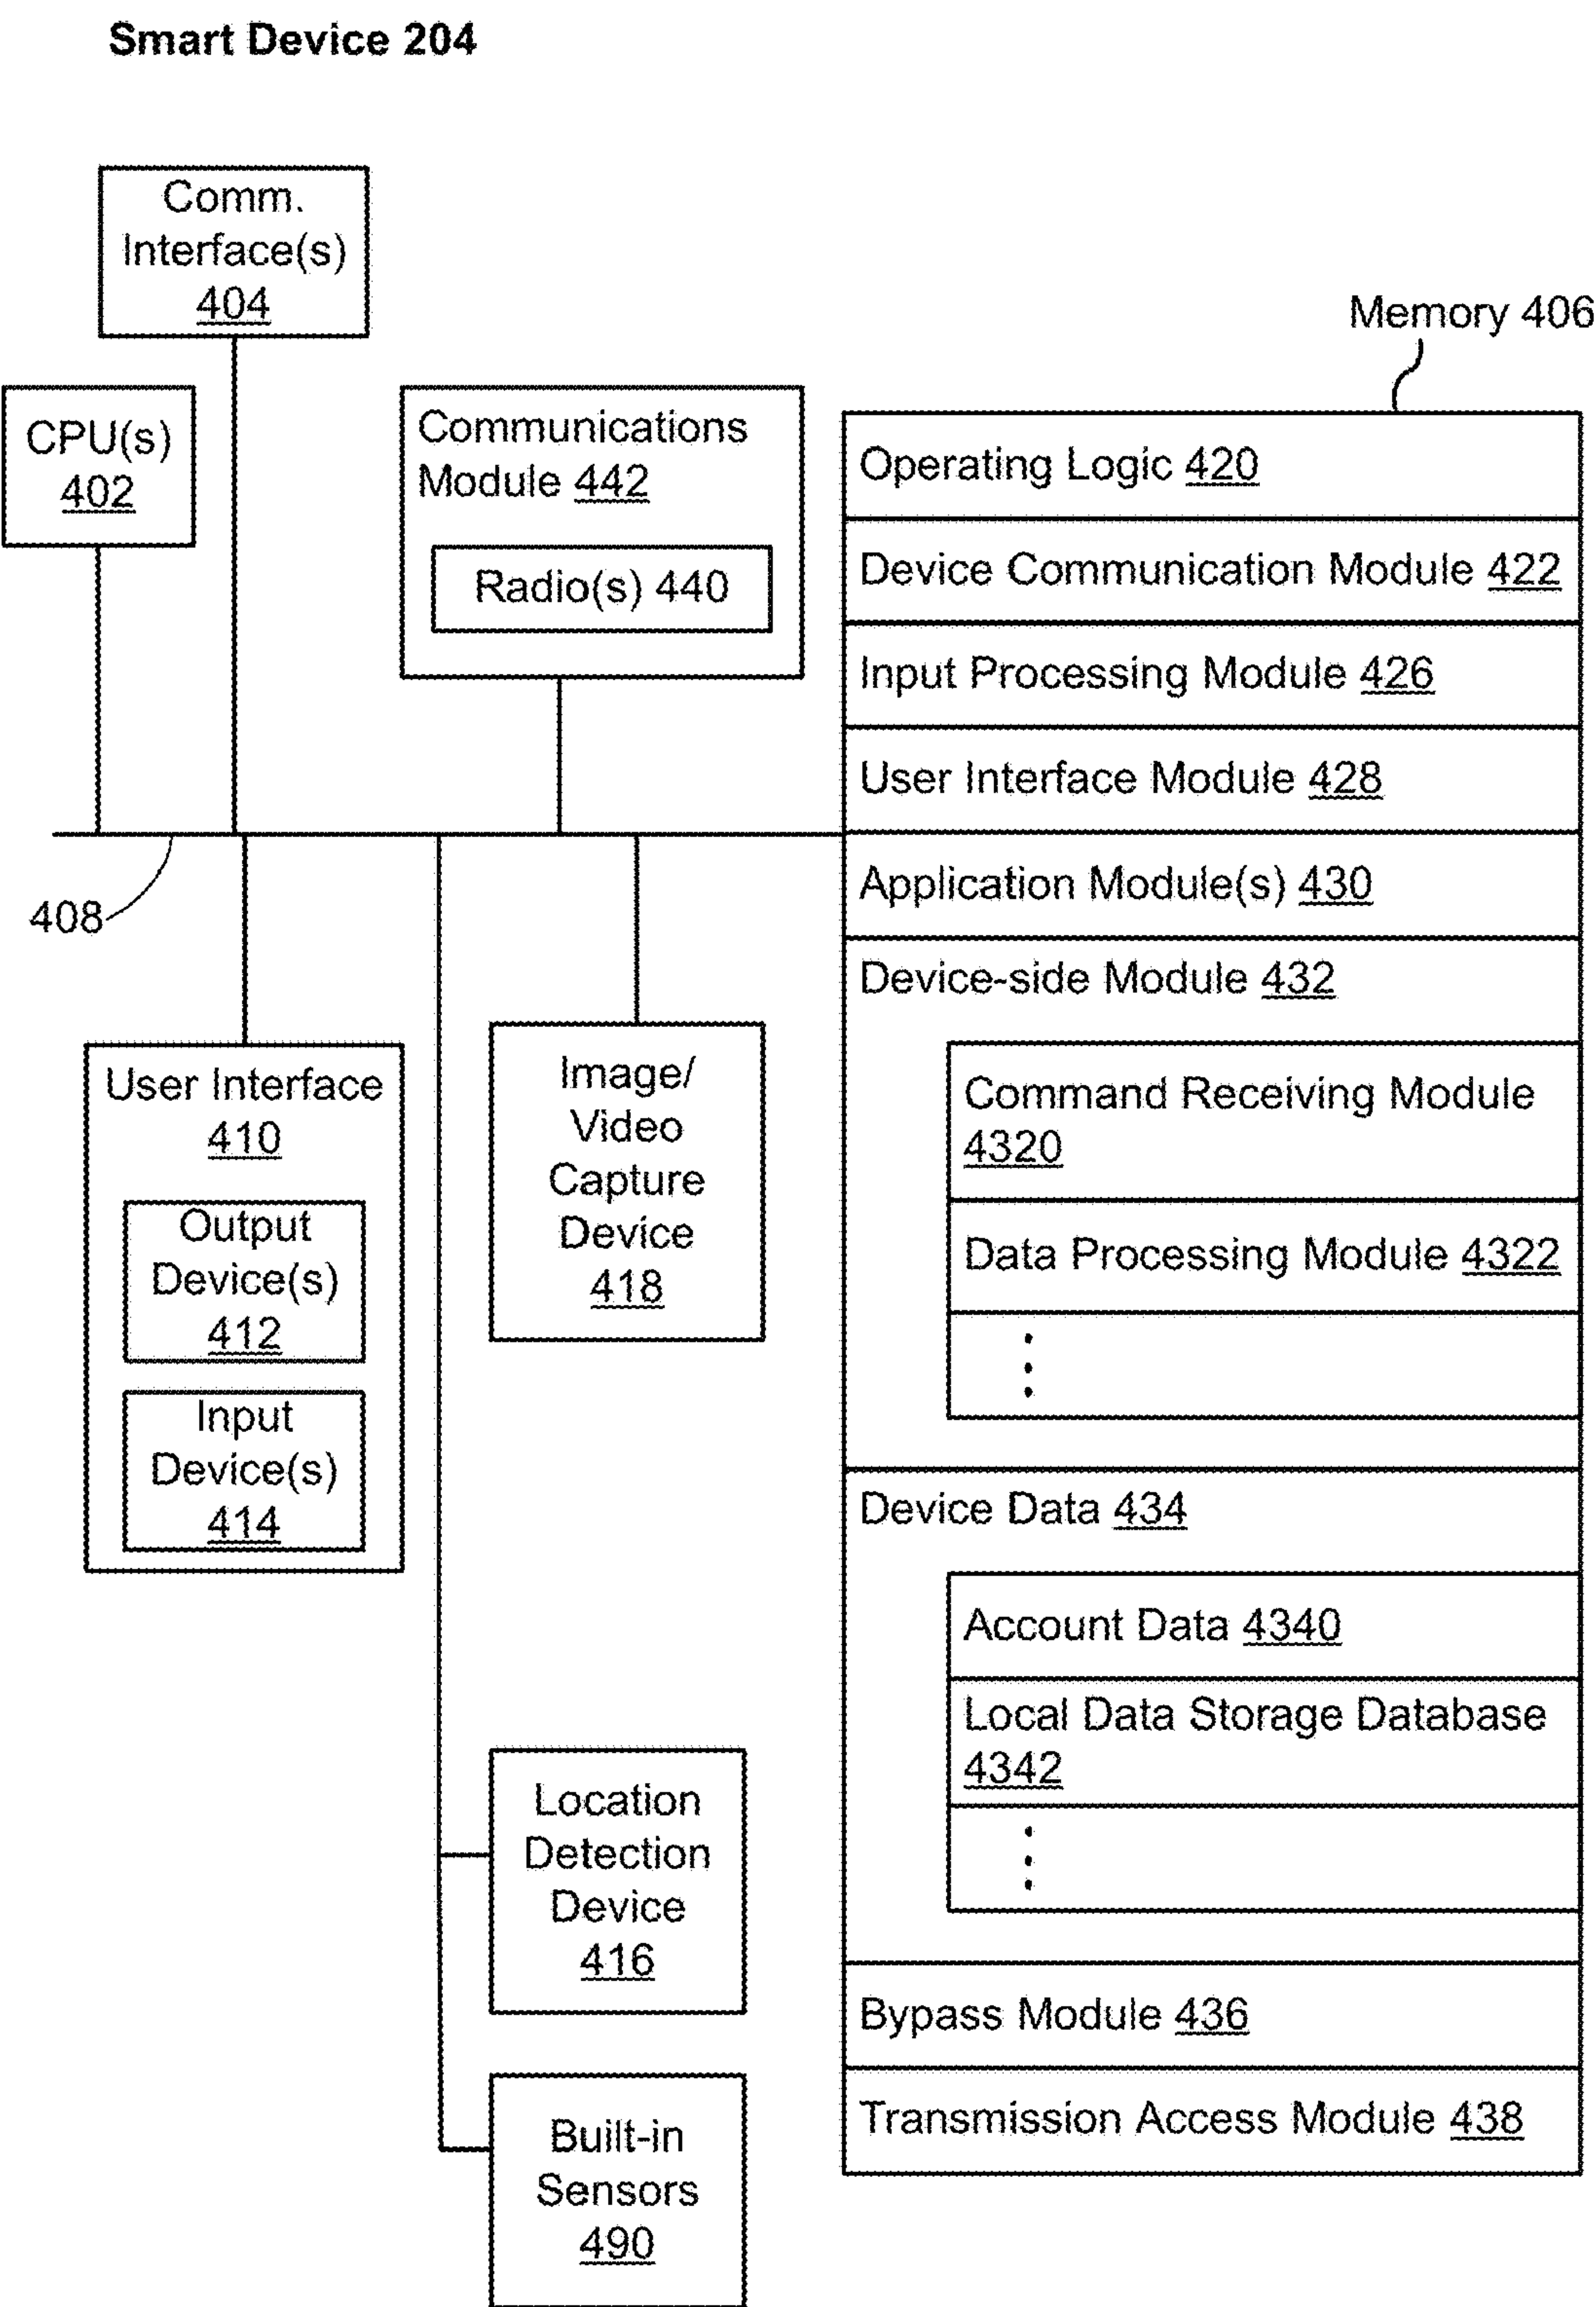 Smart Device 204
Comm.
Interface(s)
404
Memory 406
CPU(s)
402
Communications
Module 442
Radio(s) 440
Operating Logic 420
Device Communication Module 422
Input Processing Module 426
User Interface Module 428
Application Module(s) 430
408
Device-side Module 432
Command Receiving Module
4320
Data Processing Module 4322
User Interface
410
Output
Device(s)
412
Input
Device(s)
414
Image/
Video
Capture
Device
418
Device Data 434
Account Data 4340
Local Data Storage Database
4342
Location
Detection
Device
416
Bypass Module 436
Transmission Access Module 438
Built-in
Sensors
490